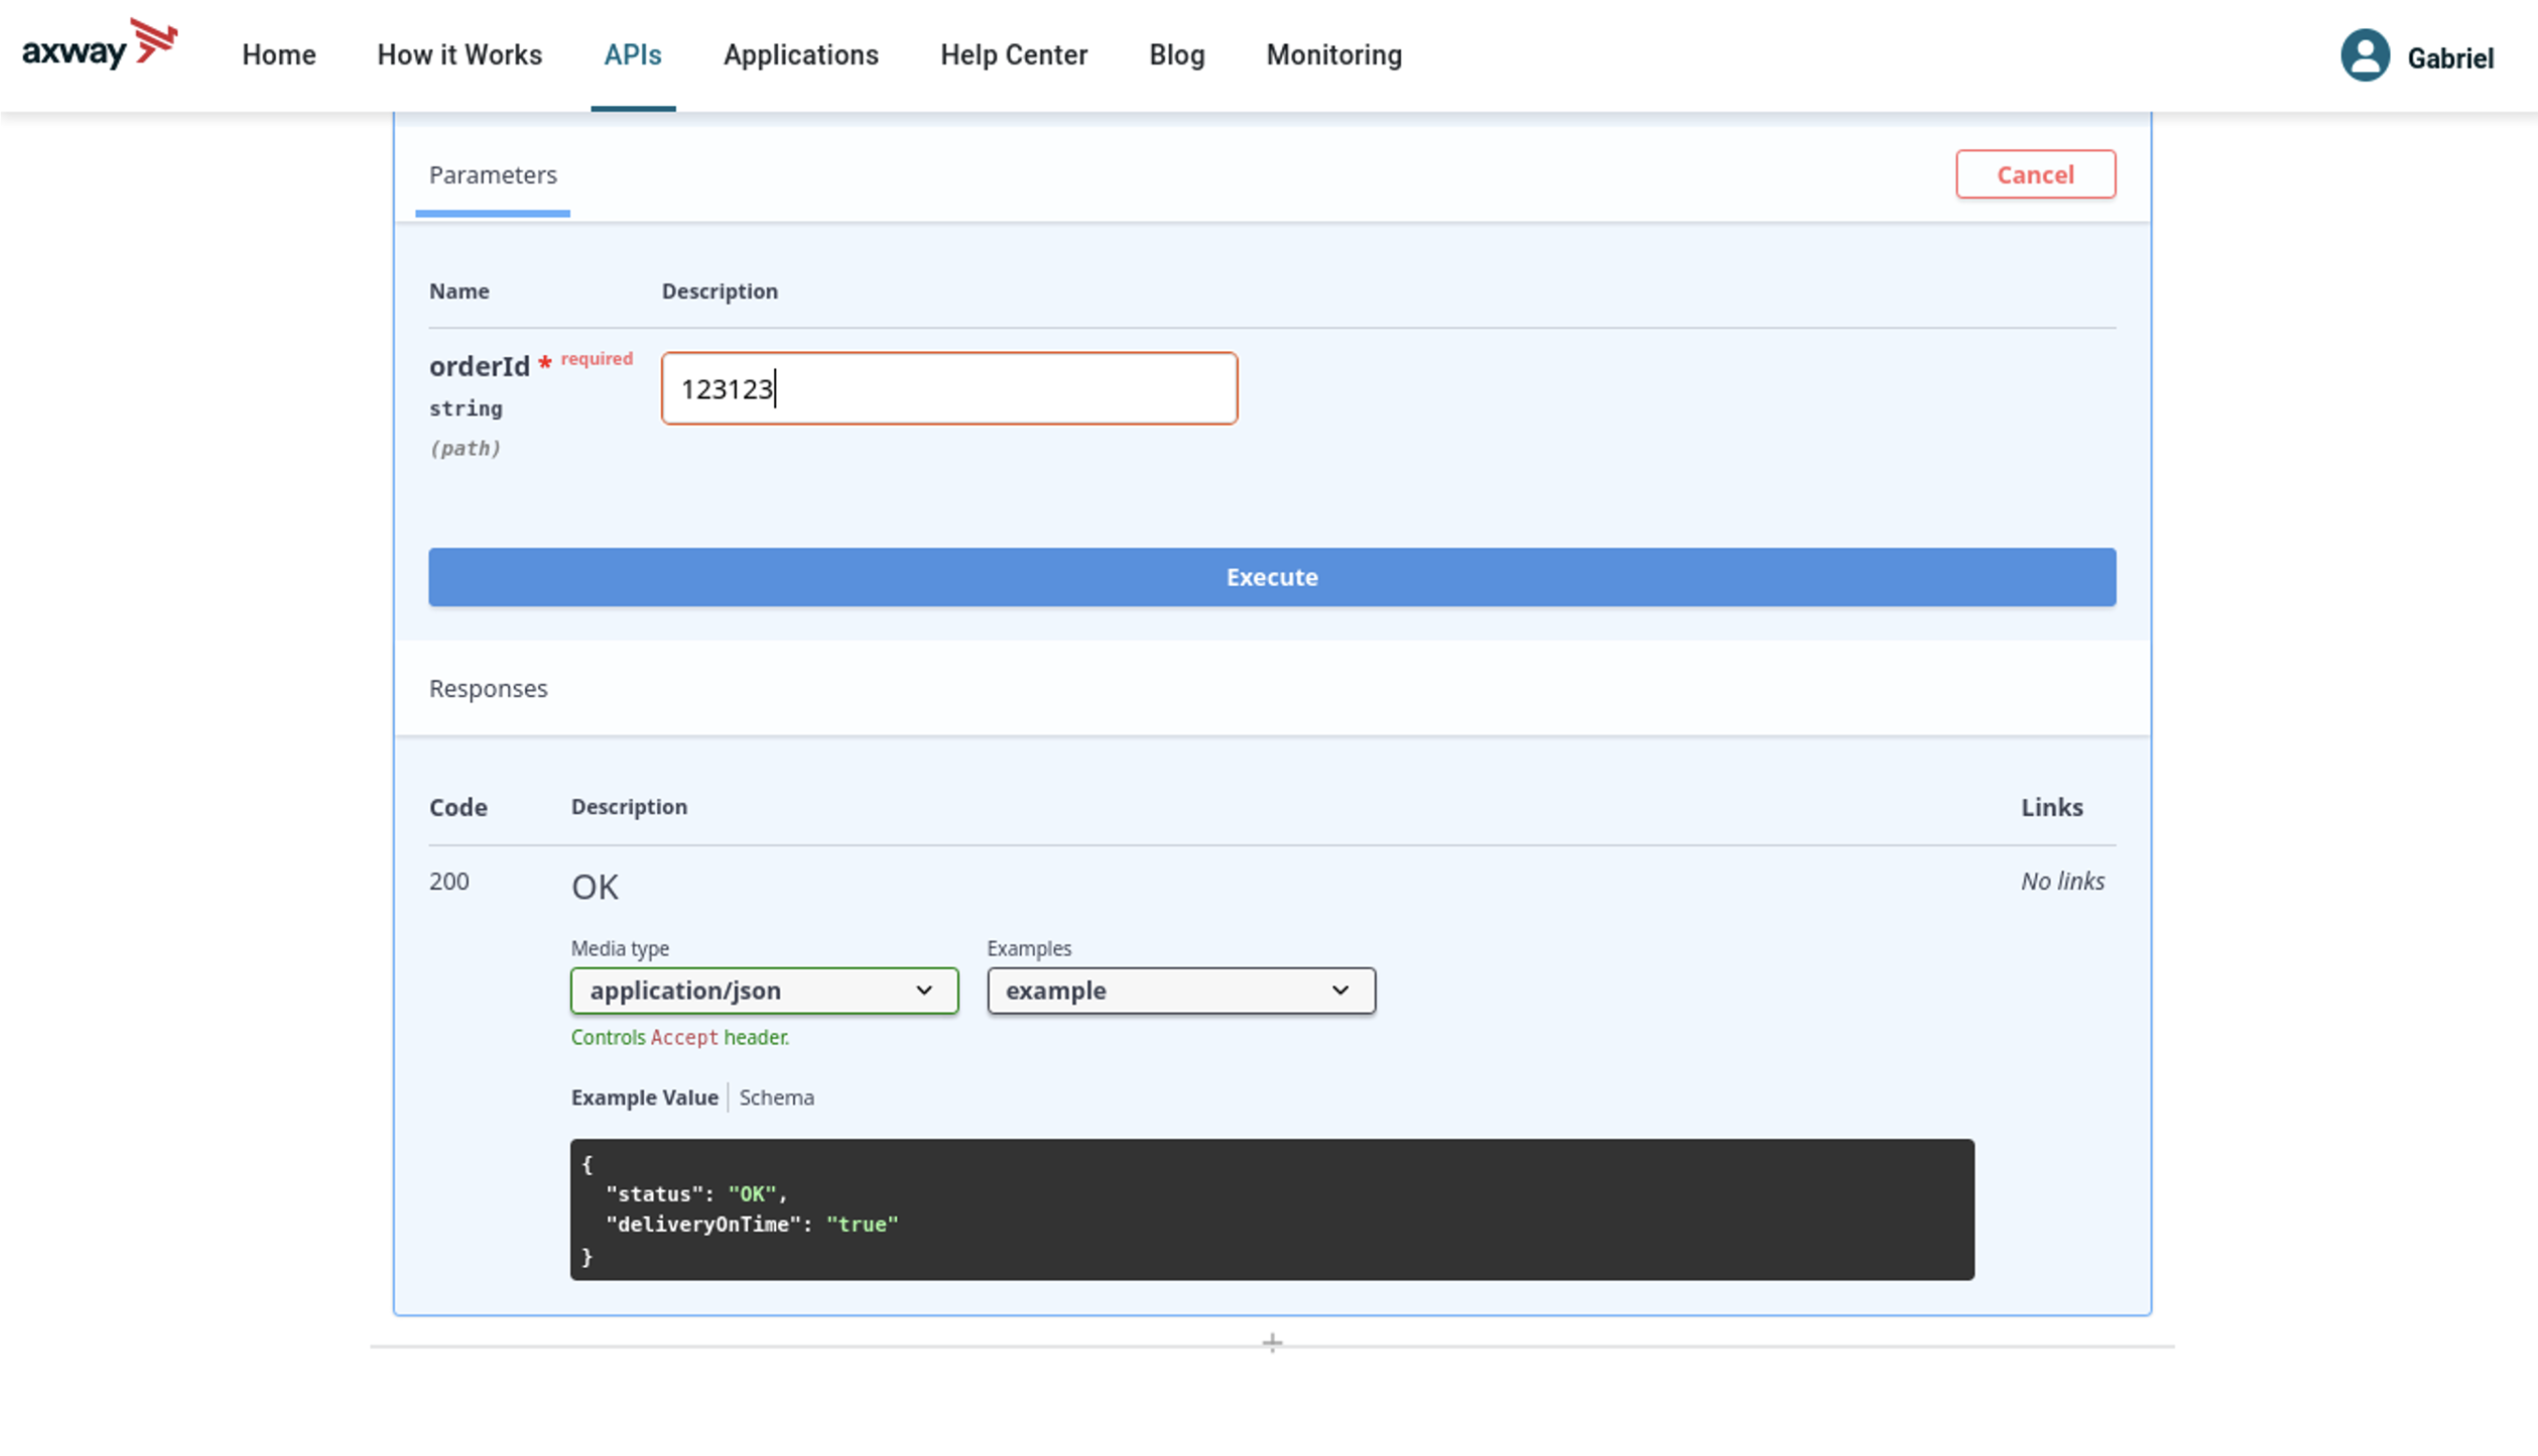 axway Home How it Works APIs Applications Help Center Blog Monitoring Gabriel
Parameters Cancel
Name Description
orderId * required 123123
string
(path)
Execute
Responses
Code Description Links
200 OK No links
Media type Examples
application/json example
Controls Accept header.
Example Value Schema
{
"status": "OK",
"deliveryOnTime": "true"
}